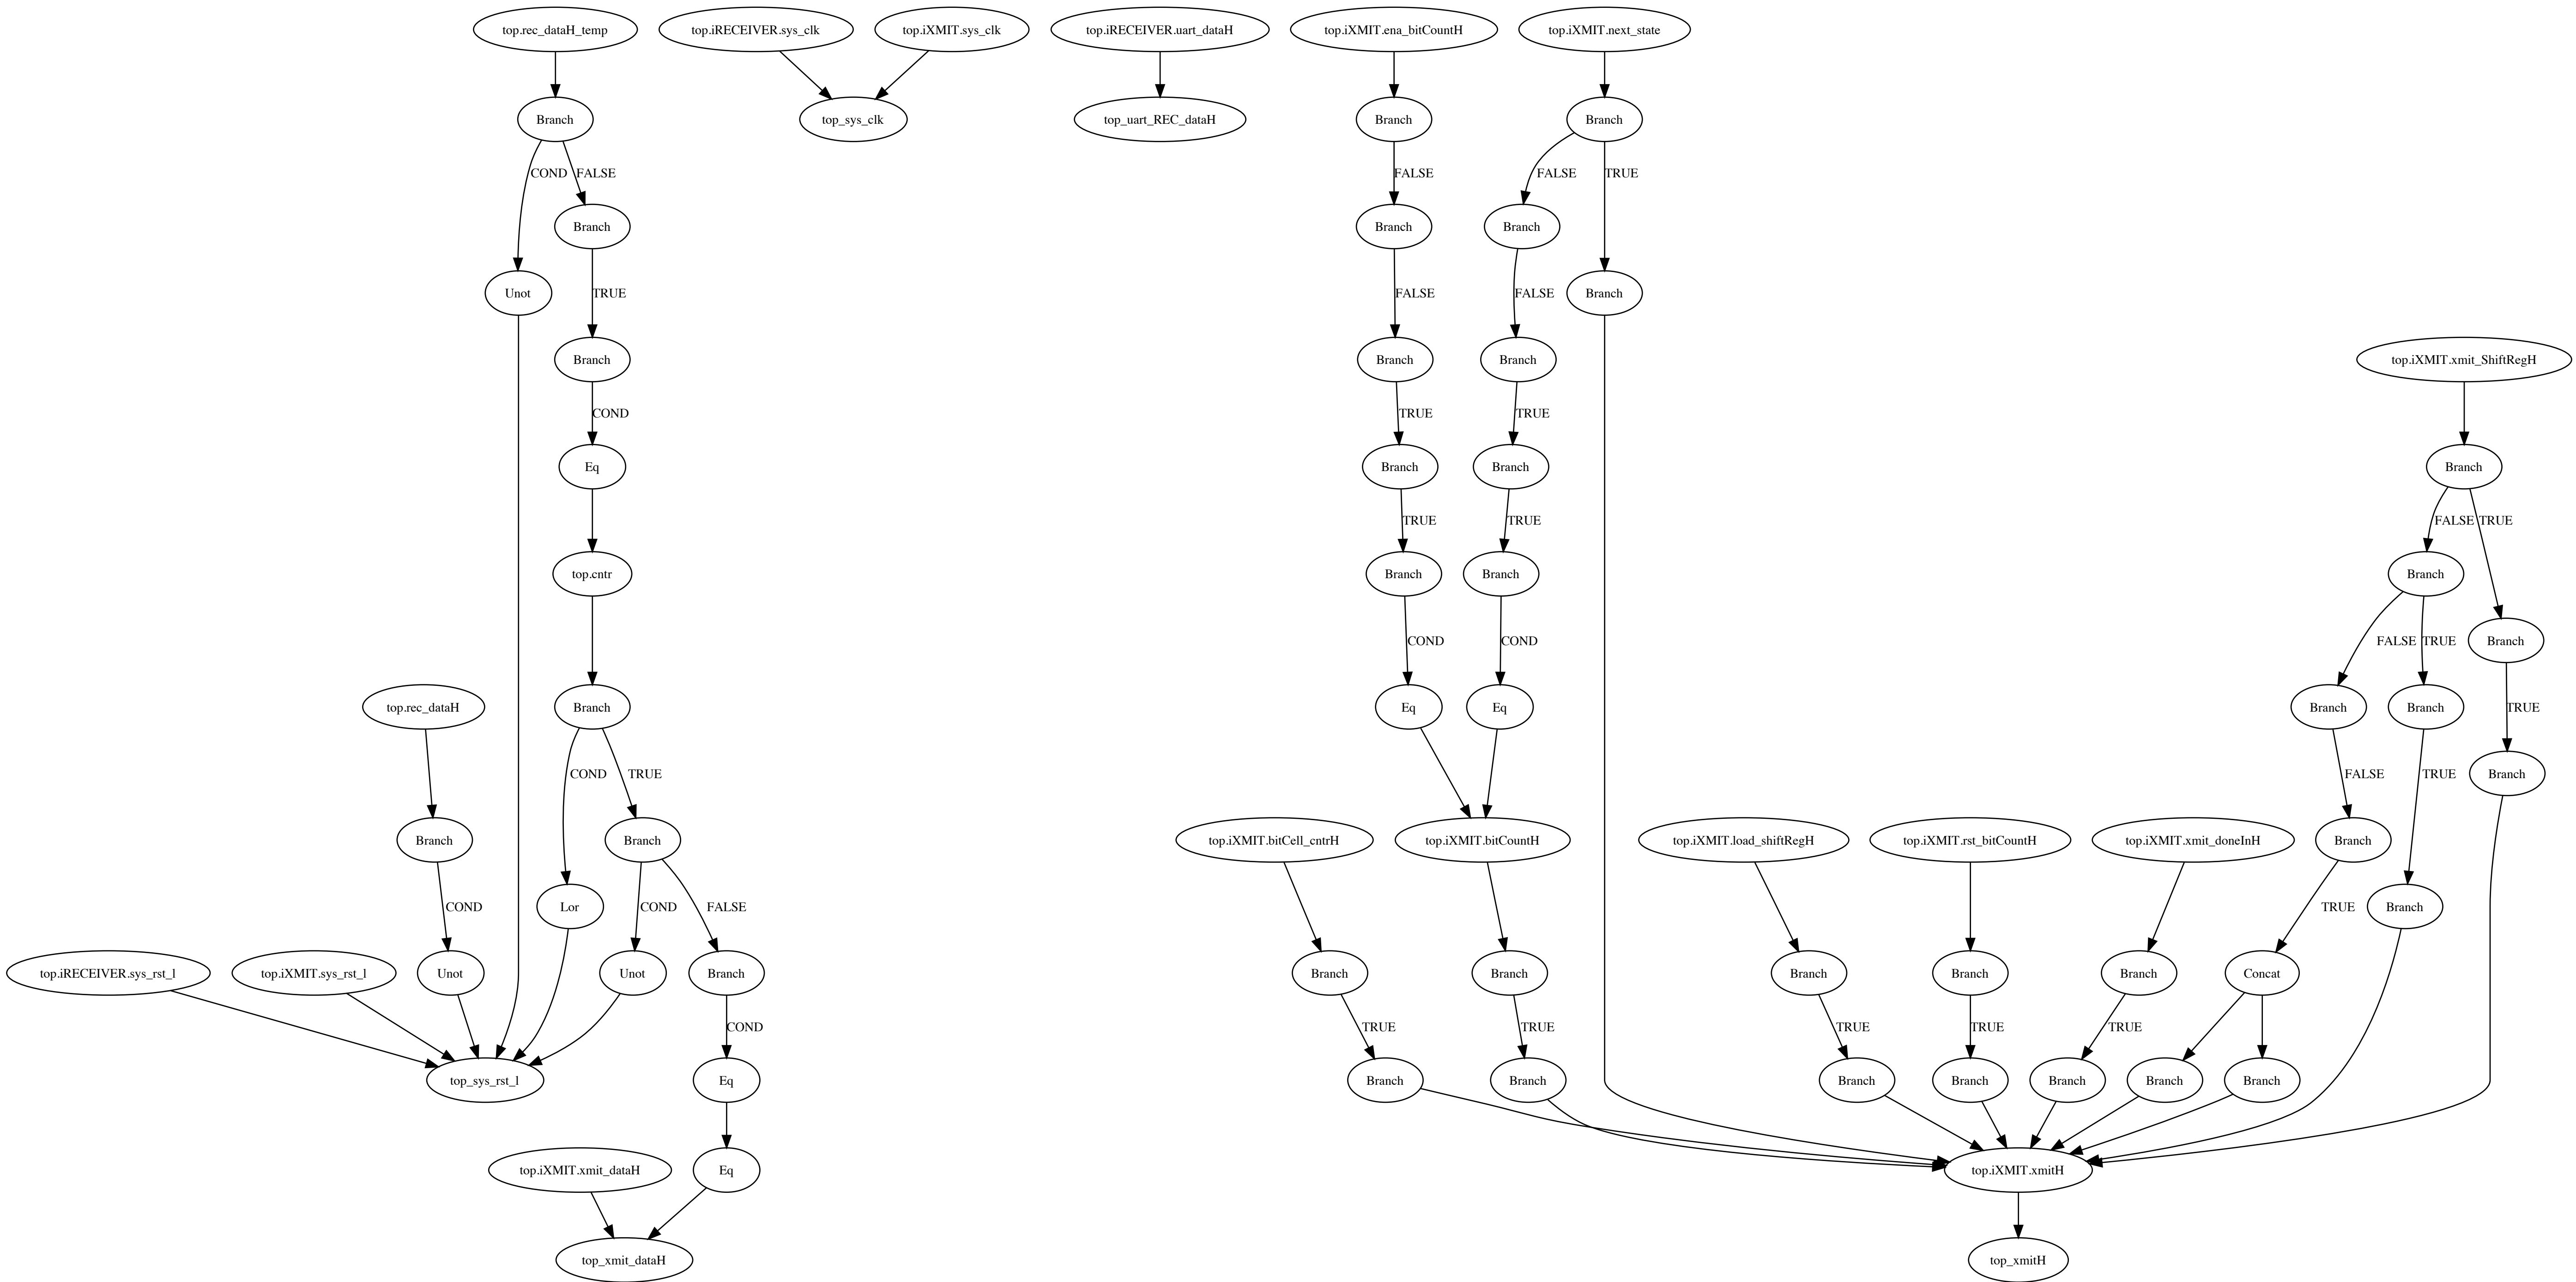 top.rec_dataH_temp
top.iRECEIVER.sys_clk
top.iXMIT.sys_clk
top.iRECEIVER.uart_dataH
top.iXMIT.ena_bitCountH
top.iXMIT.next_state
Branch
top_sys_clk
top_uart_REC_dataH
Branch
Branch
COND
FALSE
FALSE
FALSE
TRUE
Branch
Branch
Branch
Unot
TRUE
FALSE
FALSE
Branch
Branch
Branch
Branch
top.iXMIT.xmit_ShiftRegH
COND
TRUE
TRUE
Eq
Branch
Branch
Branch
TRUE
TRUE
FALSE
TRUE
top.cntr
Branch
Branch
Branch
COND
COND
FALSE
TRUE
Branch
top.rec_dataH
Branch
Eq
Eq
Branch
Branch
TRUE
COND
TRUE
FALSE
TRUE
Branch
Branch
Branch
top.iXMIT.bitCell_cntrH
top.iXMIT.bitCountH
top.iXMIT.load_shiftRegH
top.iXMIT.rst_bitCountH
top.iXMIT.xmit_doneInH
Branch
COND
Lor
COND
FALSE
TRUE
Branch
top.iRECEIVER.sys_rst_l
top.iXMIT.sys_rst_l
Unot
Unot
Branch
Branch
Branch
Branch
Branch
Branch
Concat
COND
TRUE
TRUE
TRUE
TRUE
TRUE
top_sys_rst_l
Eq
Branch
Branch
Branch
Branch
Branch
Branch
Branch
top.iXMIT.xmit_dataH
Eq
top.iXMIT.xmitH
top_xmit_dataH
top_xmitH